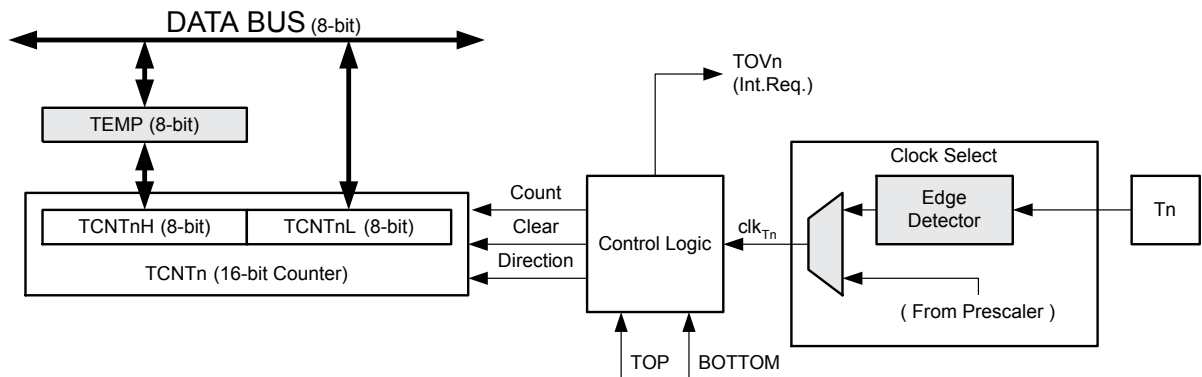 DATA BUS (8-bit)
TOVn
(Int.Req.)
TEMP (8-bit)
Clock Select
Count
Edge
Detector
Tn
TCNTnH (8-bit)
TCNTnL (8-bit)
Clear
Control Logic
clkTn
TCNTn (16-bit Counter)
Direction
( From Prescaler )
TOP
BOTTOM